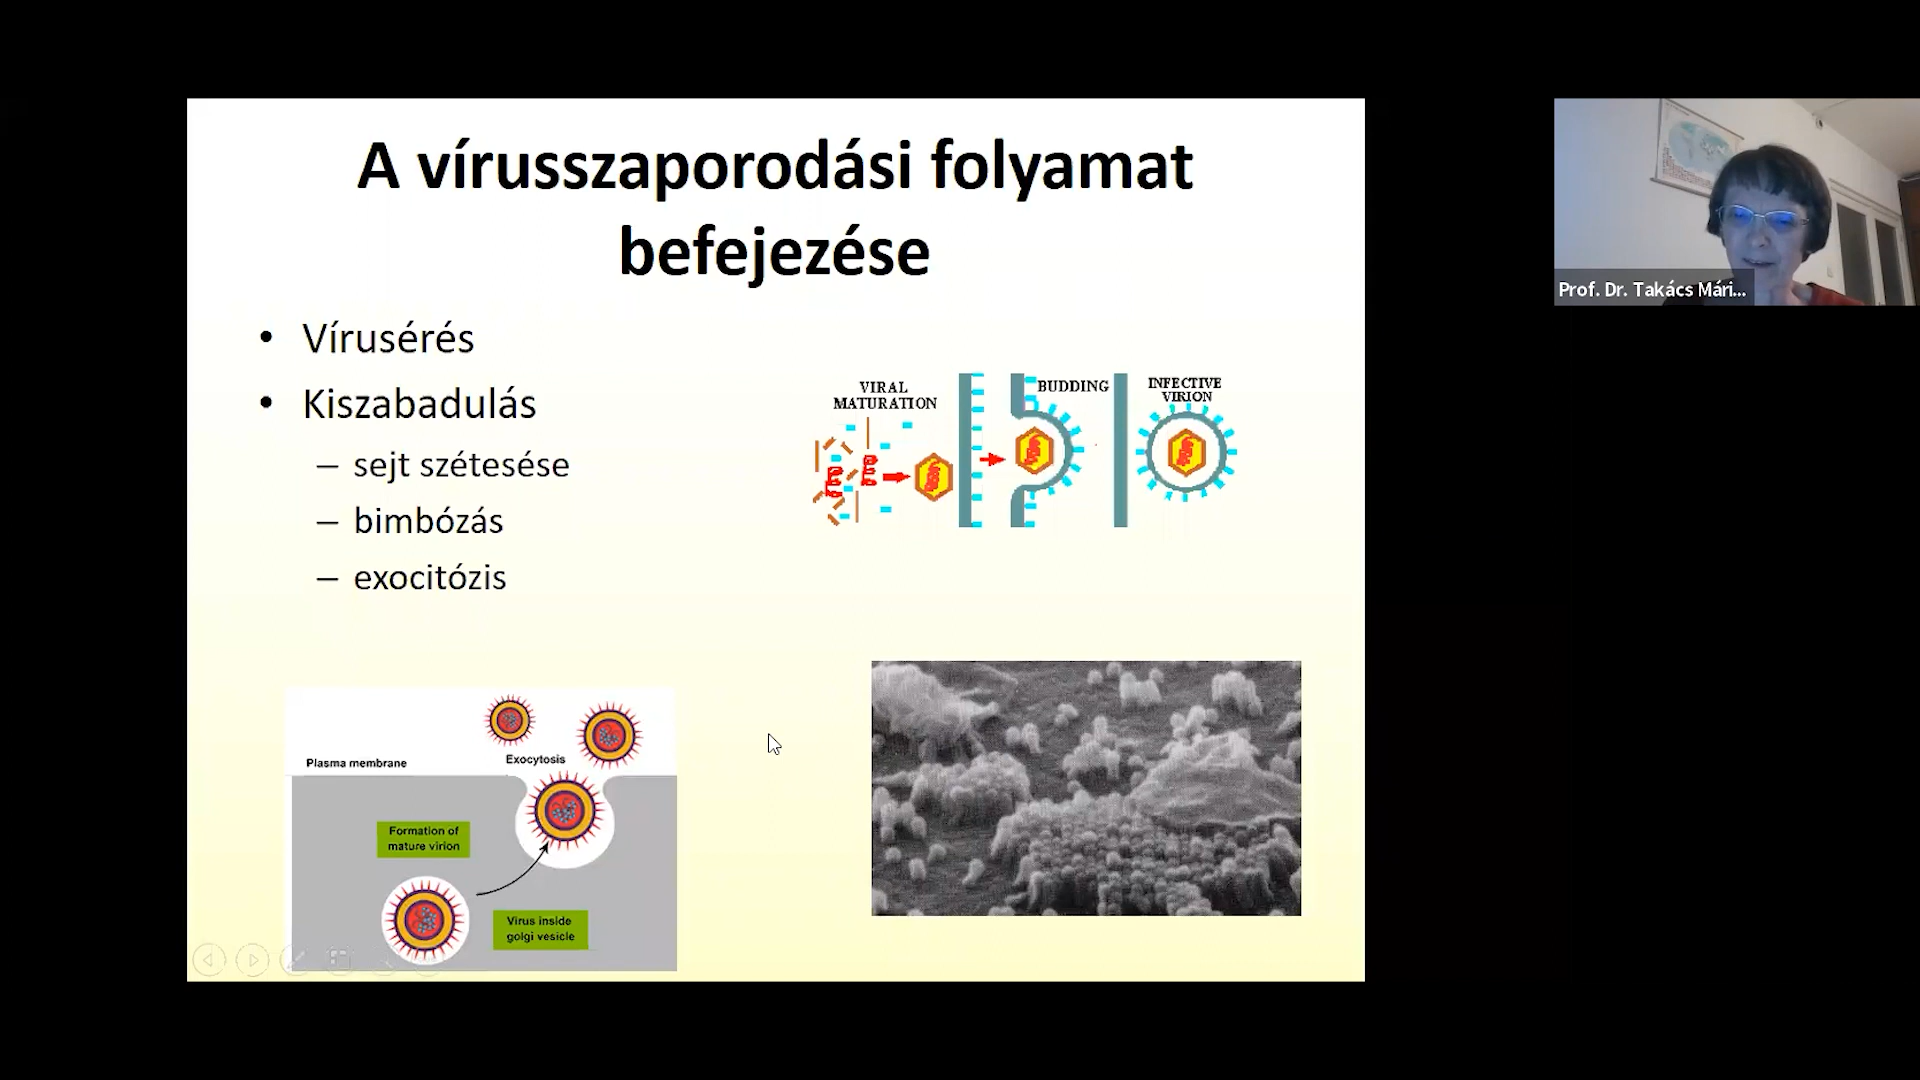 A vírusszaporodási folyamat
befejezése
• Vírusérés
• Kiszabadulás
– sejt szétesése
– bimbózás
– exocitózis
VIRAL
MATURATION
BUDDING
INFECTIVE
VIRION
Plasma membrane
Exocytosis
Formation of
mature virion
Virus inside
golgi vesicle
Prof. Dr. Takács Mári...